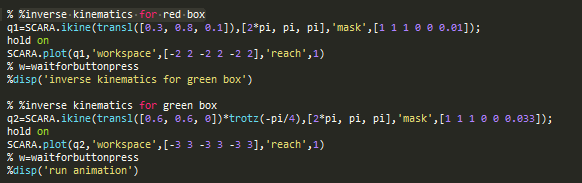 % %inverse kinematics for red box
q1=SCARA.ikine(transl([0.3, 0.8, 0.1]),[2*pi, pi, pi],'mask',[1 1 1 0 0 0.01]);
hold on
SCARA.plot(q1,'workspace',[-2 2 -2 2 -2 2],'reach',1)
% w=waitforbuttonpress
%disp('inverse kinematics for green box')
% %inverse kinematics for green box
q2=SCARA.ikine(transl([0.6, 0.6, 0])*trotz(-pi/4),[2*pi, pi, pi],'mask',[1 1 1 0 0 0.033]);
hold on
SCARA.plot(q2,'workspace',[-3 3 -3 3 -3 3],'reach',1)
% w=waitforbuttonpress
%disp('run animation')